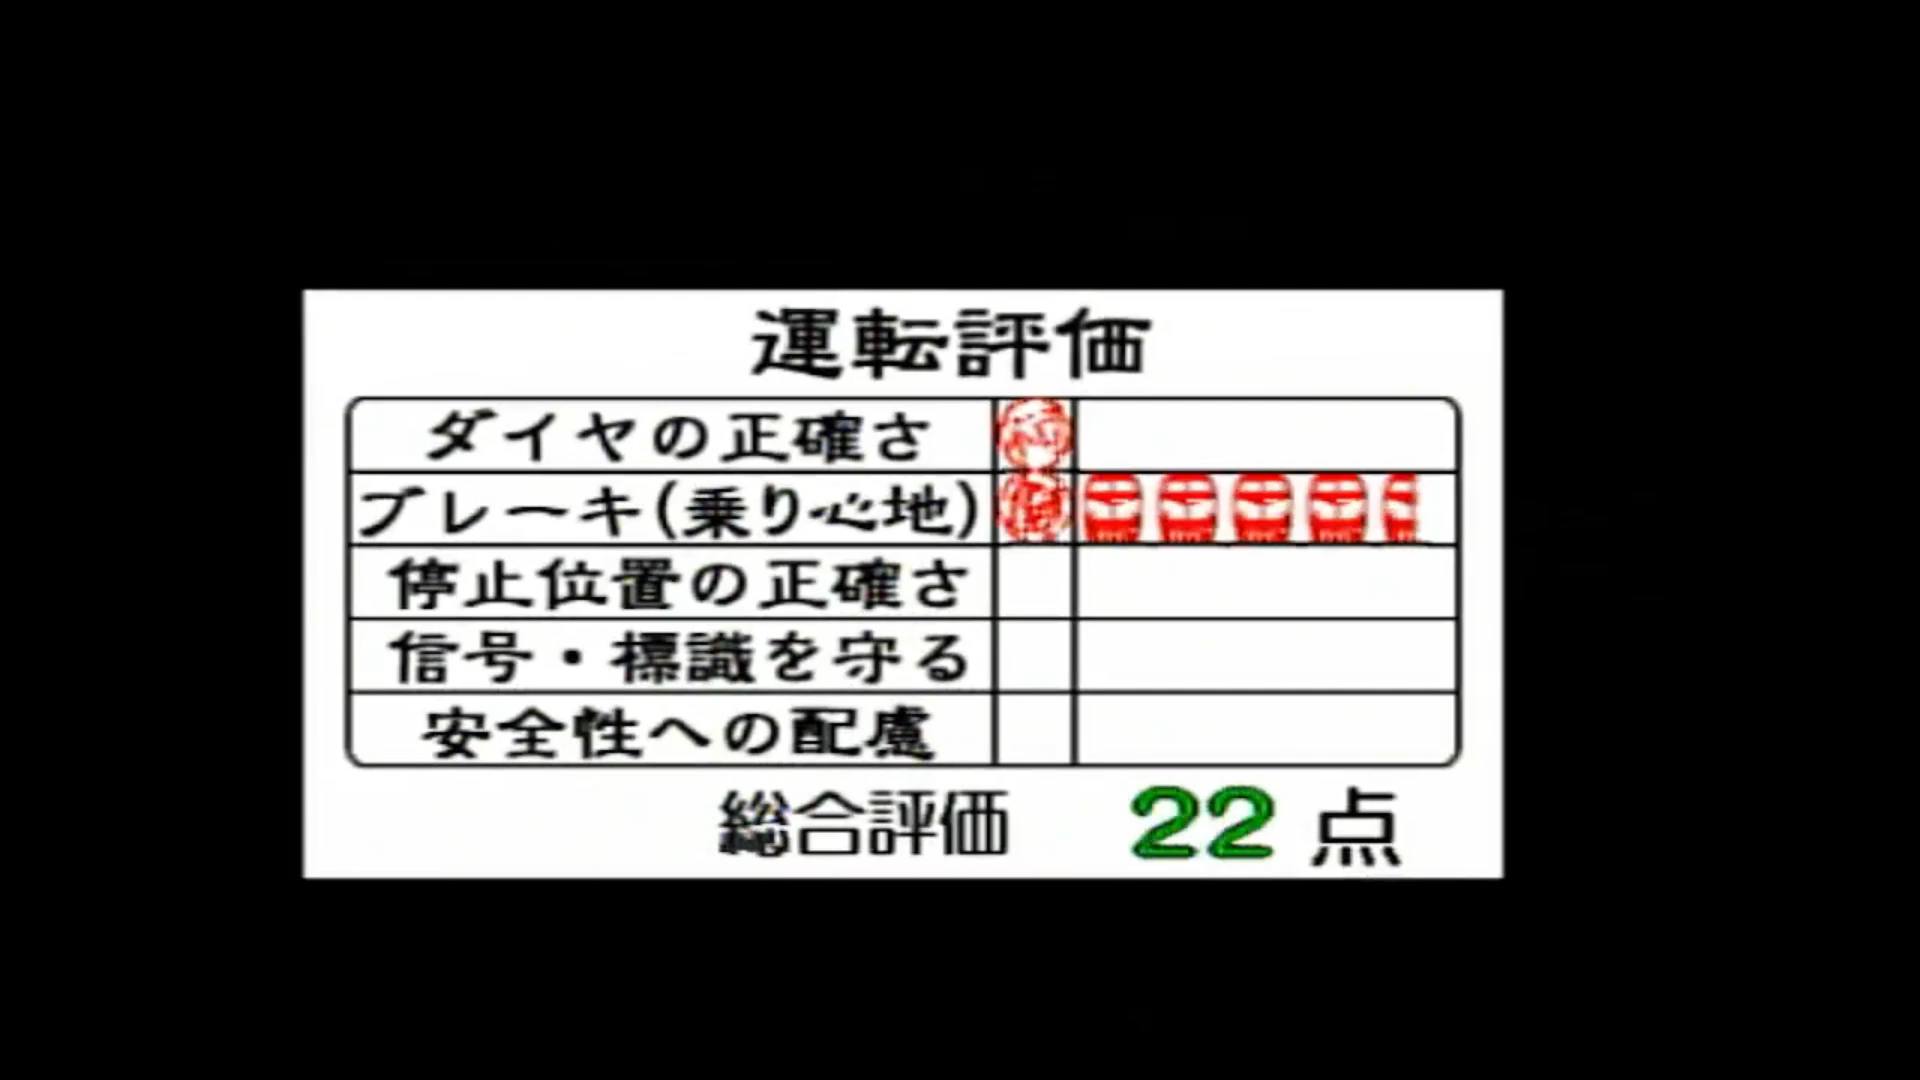 運転評価
ダイヤの正確さ
ブレーキ(乗り心地)
停止位置の正確さ
信号・標識を守る
安全性への配慮
総合評価 22 点